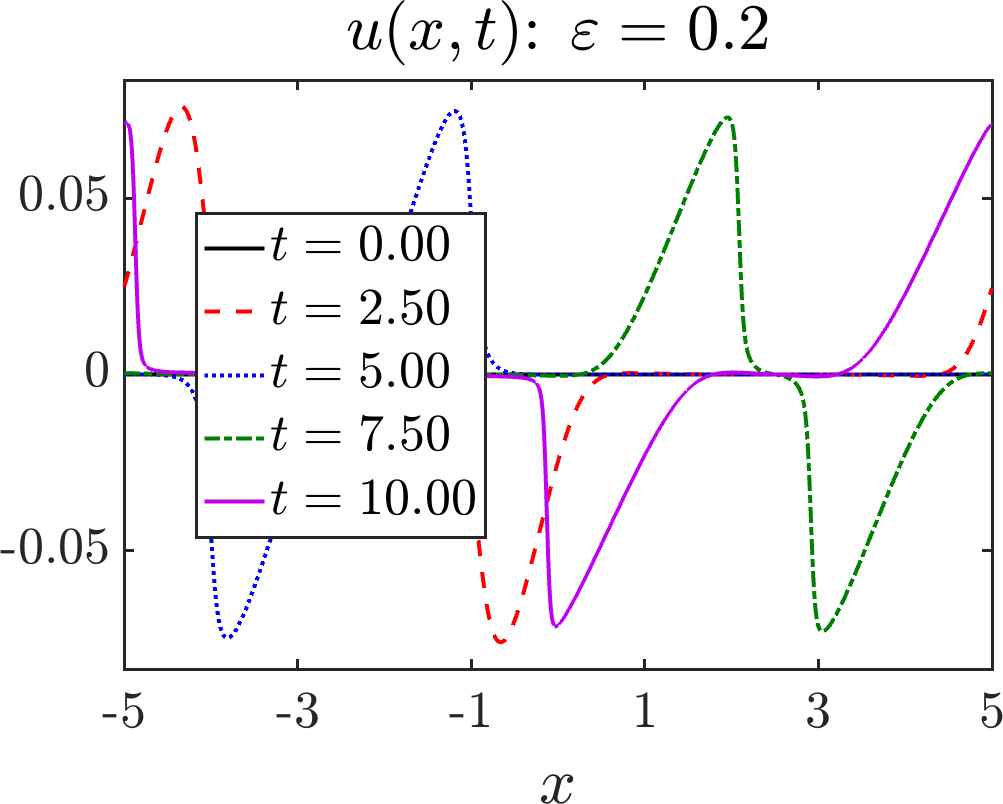 u(x, t): ε = 0.2
0.05
0
-0.05
t = 0.00
t = 2.50
t = 5.00
t = 7.50
t = 10.00
-5 -3 -1 1 3 5
x